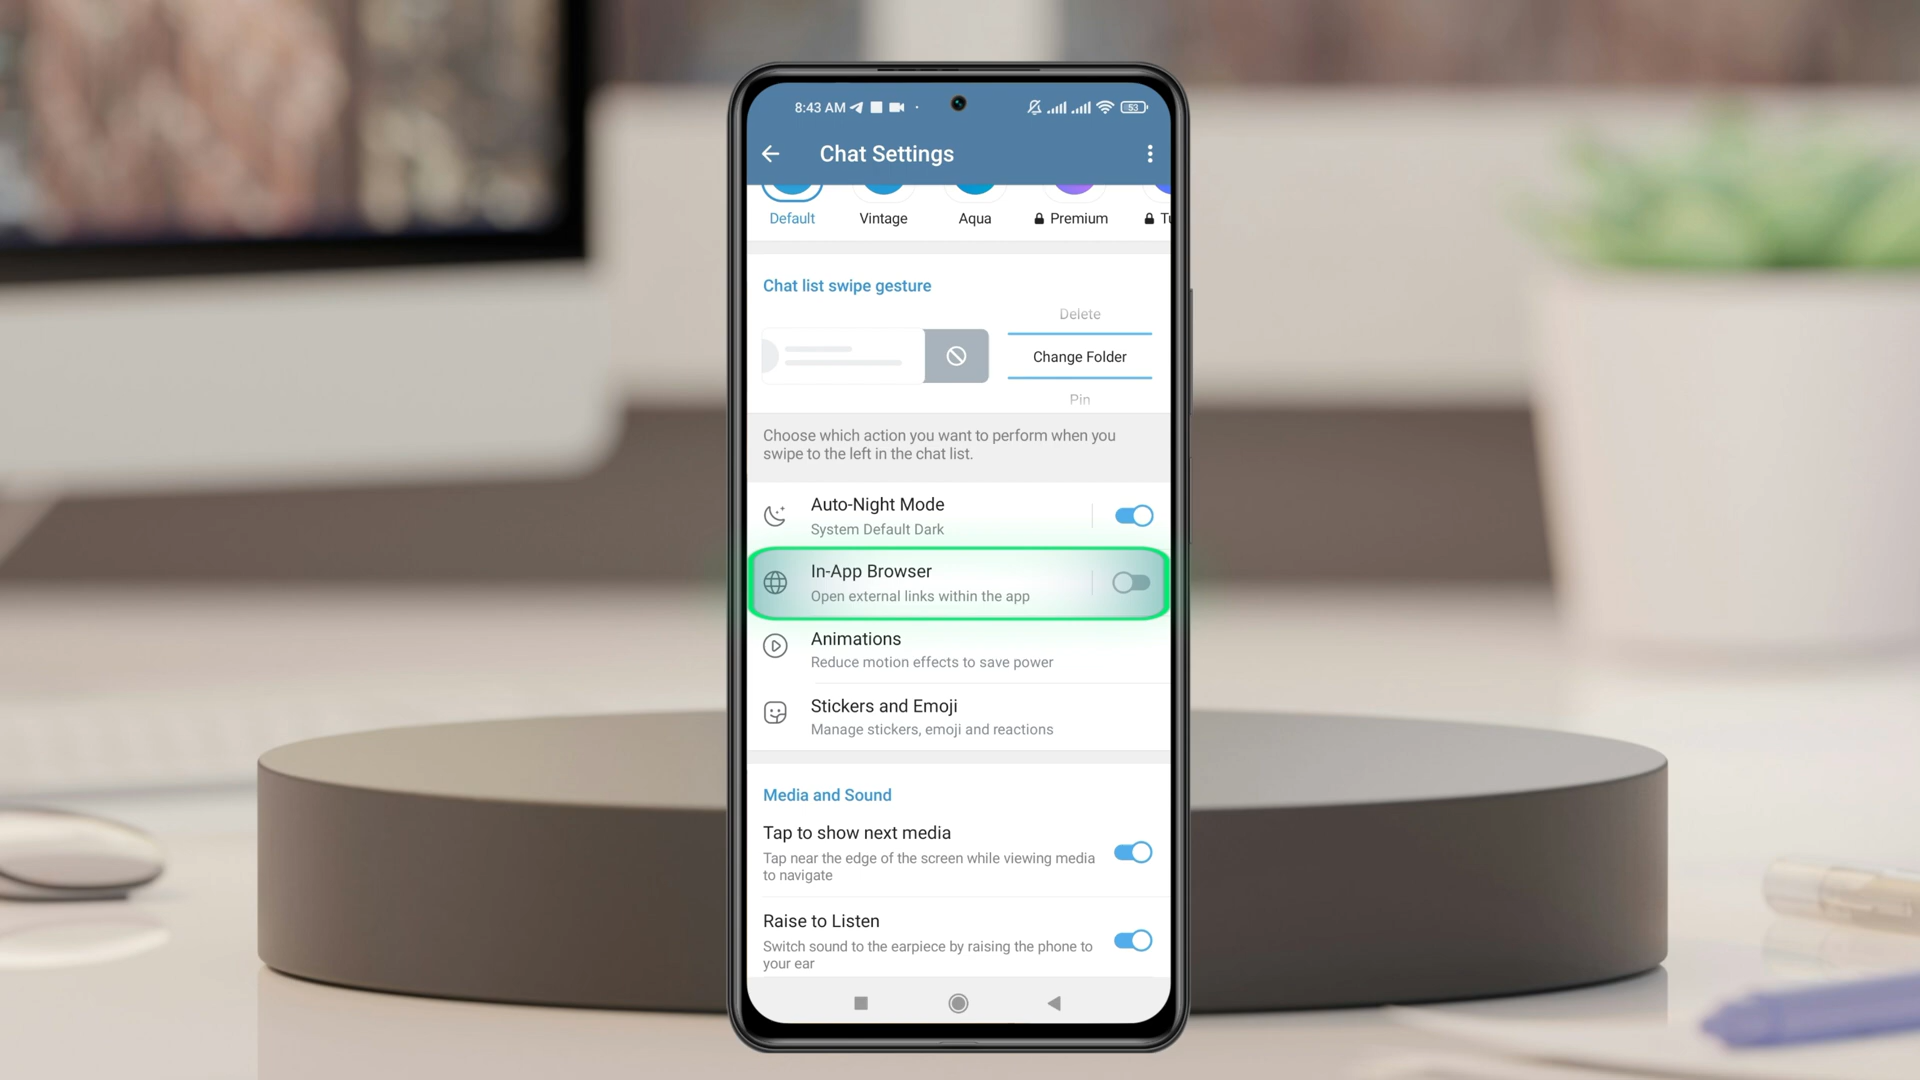 8:43 AM
53
Chat Settings
Default
Vintage
Aqua
Premium
Chat list swipe gesture
Delete
Change Folder
Pin
Choose which action you want to perform when you
swipe to the left in the chat list.
Auto-Night Mode
System Default Dark
In-App Browser
Open external links within the app
Animations
Reduce motion effects to save power
Stickers and Emoji
Manage stickers, emoji and reactions
Media and Sound
Tap to show next media
Tap near the edge of the screen while viewing media
to navigate
Raise to Listen
Switch sound to the earpiece by raising the phone to
your ear